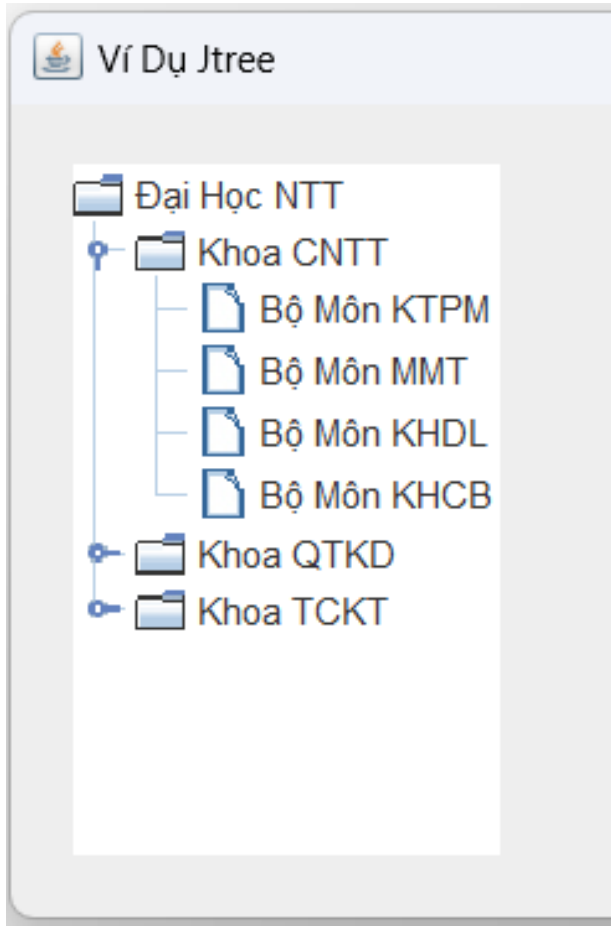 Ví Dụ Jtree
Đại Học NTT
Khoa CNTT
Bộ Môn KTPM
Bộ Môn MMT
Bộ Môn KHDL
Bộ Môn KHCB
Khoa QTKD
Khoa TCKT